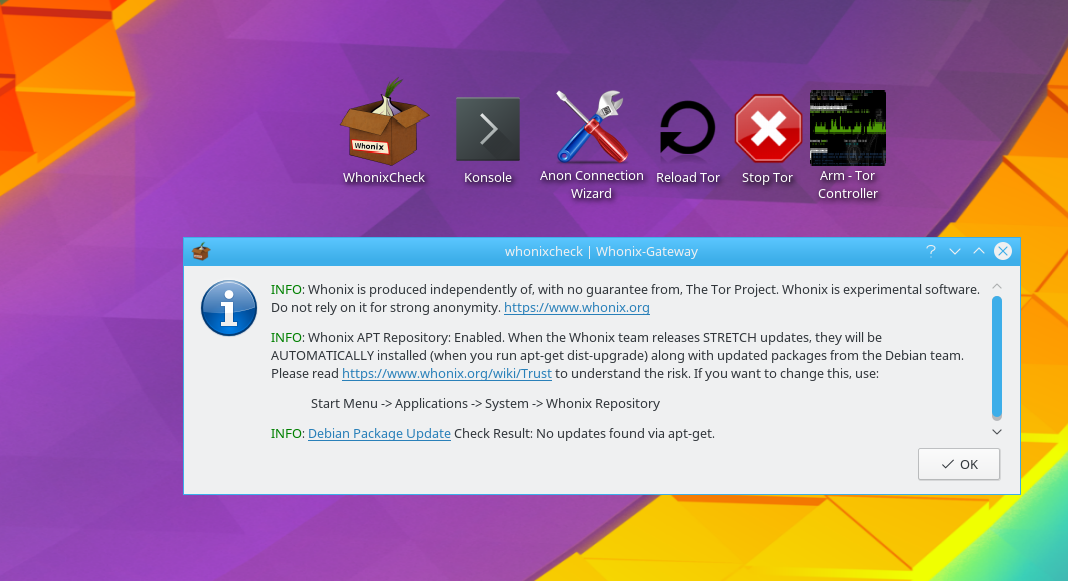 Whonix
WhonixCheck
Konsole
Anon Connection
Wizard
Reload Tor
Stop Tor
Arm - Tor
Controller
whonixcheck | Whonix-Gateway
INFO: Whonix is produced independently of, with no guarantee from, The Tor Project. Whonix is experimental software.
Do not rely on it for strong anonymity. https://www.whonix.org
INFO: Whonix APT Repository: Enabled. When the Whonix team releases STRETCH updates, they will be
AUTOMATICALLY installed (when you run apt-get dist-upgrade) along with updated packages from the Debian team.
Please read https://www.whonix.org/wiki/Trust to understand the risk. If you want to change this, use:
Start Menu -> Applications -> System -> Whonix Repository
INFO: Debian Package Update Check Result: No updates found via apt-get.
OK